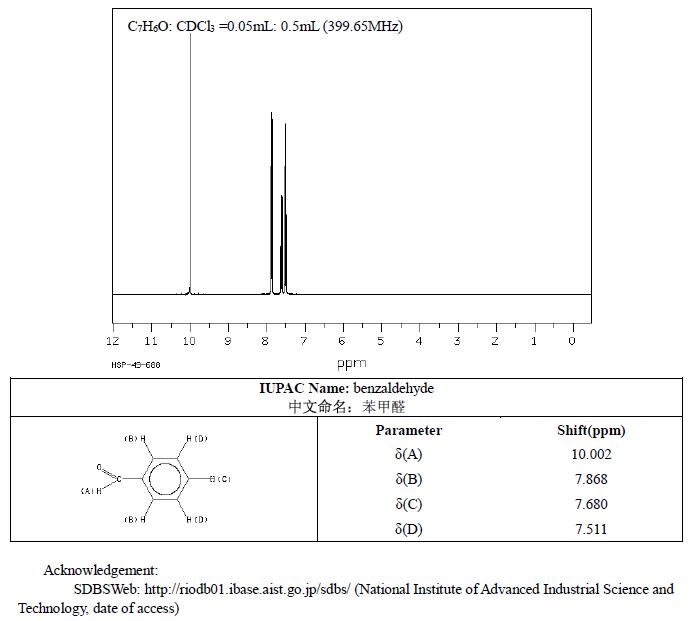 C₇H₆O: CDCl₃ =0.05mL: 0.5mL (399.65MHz)
12 11 10 9 8 7 6 5 4 3 2 1 0
HSP-43-688
ppm
IUPAC Name: benzaldehyde
中文命名：苯甲醛
(B)H H(D)
O
C H(C)
(A)H
(B)H H(D)
Parameter Shift(ppm)
δ(A) 10.002
δ(B) 7.868
δ(C) 7.680
δ(D) 7.511
Acknowledgement:
SDBSWeb: http://riodb01.ibase.aist.go.jp/sdbs/ (National Institute of Advanced Industrial Science and
Technology, date of access)